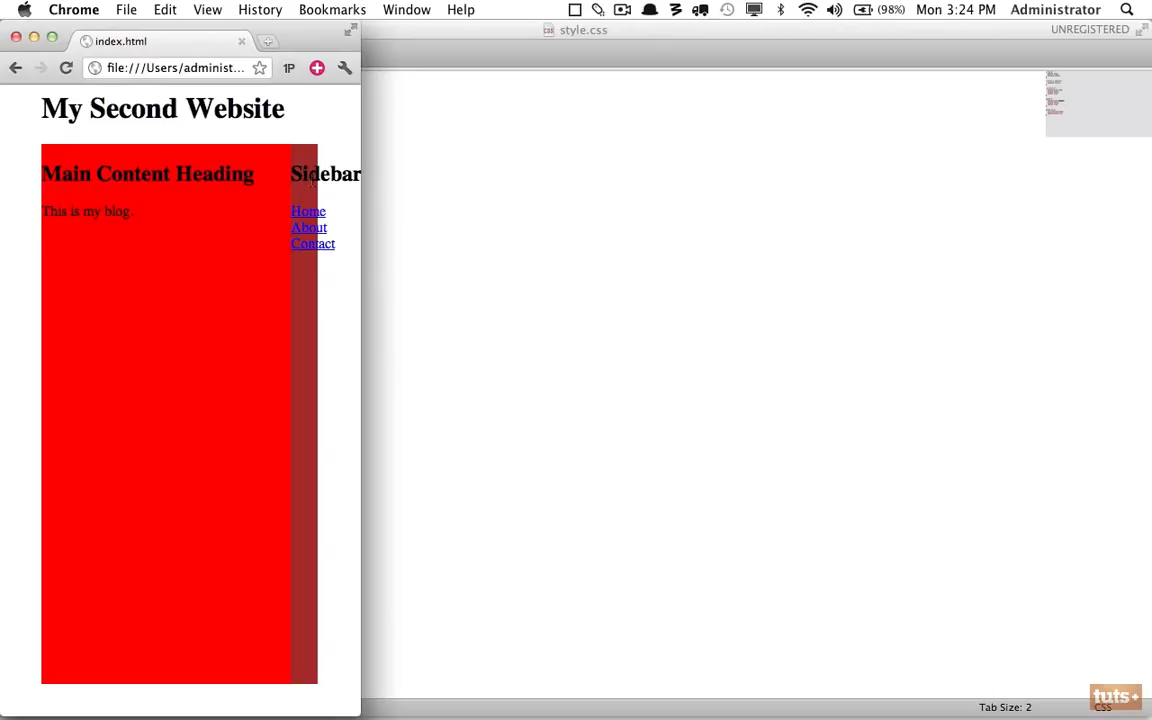 Chrome File Edit View History Bookmarks Window Help (98%) Mon 3:24 PM Administrator
index.html
style.css UNREGISTERED
file:///Users/administ... 1P
My Second Website
Main Content Heading
Sidebar
This is my blog.
Home
About
Contact
Tab Size: 2 CSS
tuts+